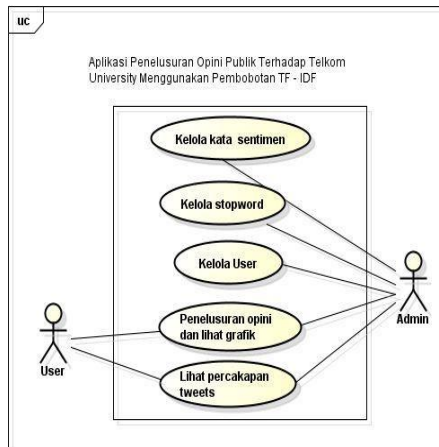 uc
Aplikasi Penelusuran Opini Publik Terhadap Telkom
University Menggunakan Pembobotan TF - IDF
Kelola kata sentimen
Kelola stopword
Kelola User
Penelusuran opini
dan lihat grafik
Lihat percakapan
tweets
User
Admin